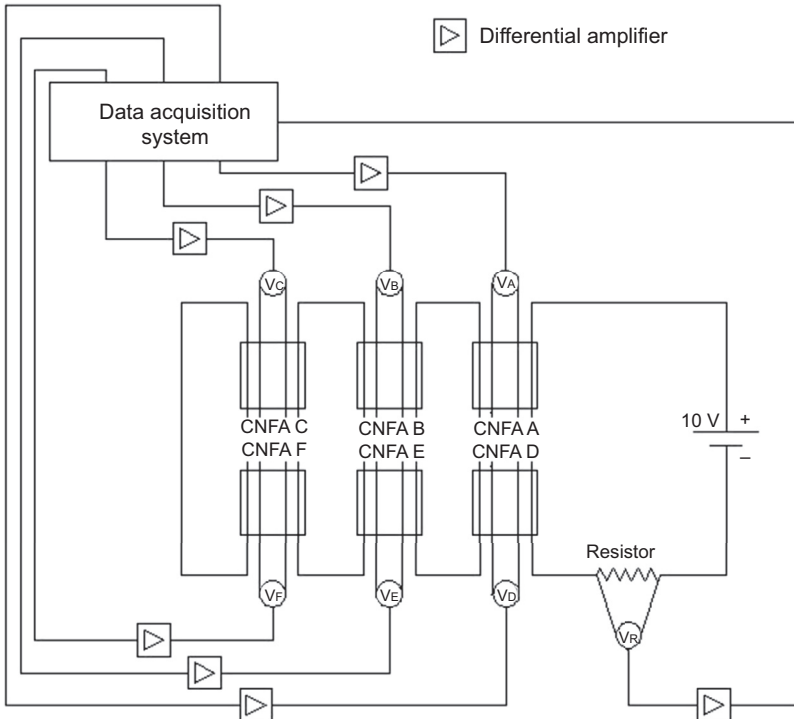 Differential amplifier
Data acquisition
system
VC
VB
VA
CNFA C
CNFA B
CNFA A
CNFA F
CNFA E
CNFA D
10 V
+
–
Resistor
VF
VE
VD
VR